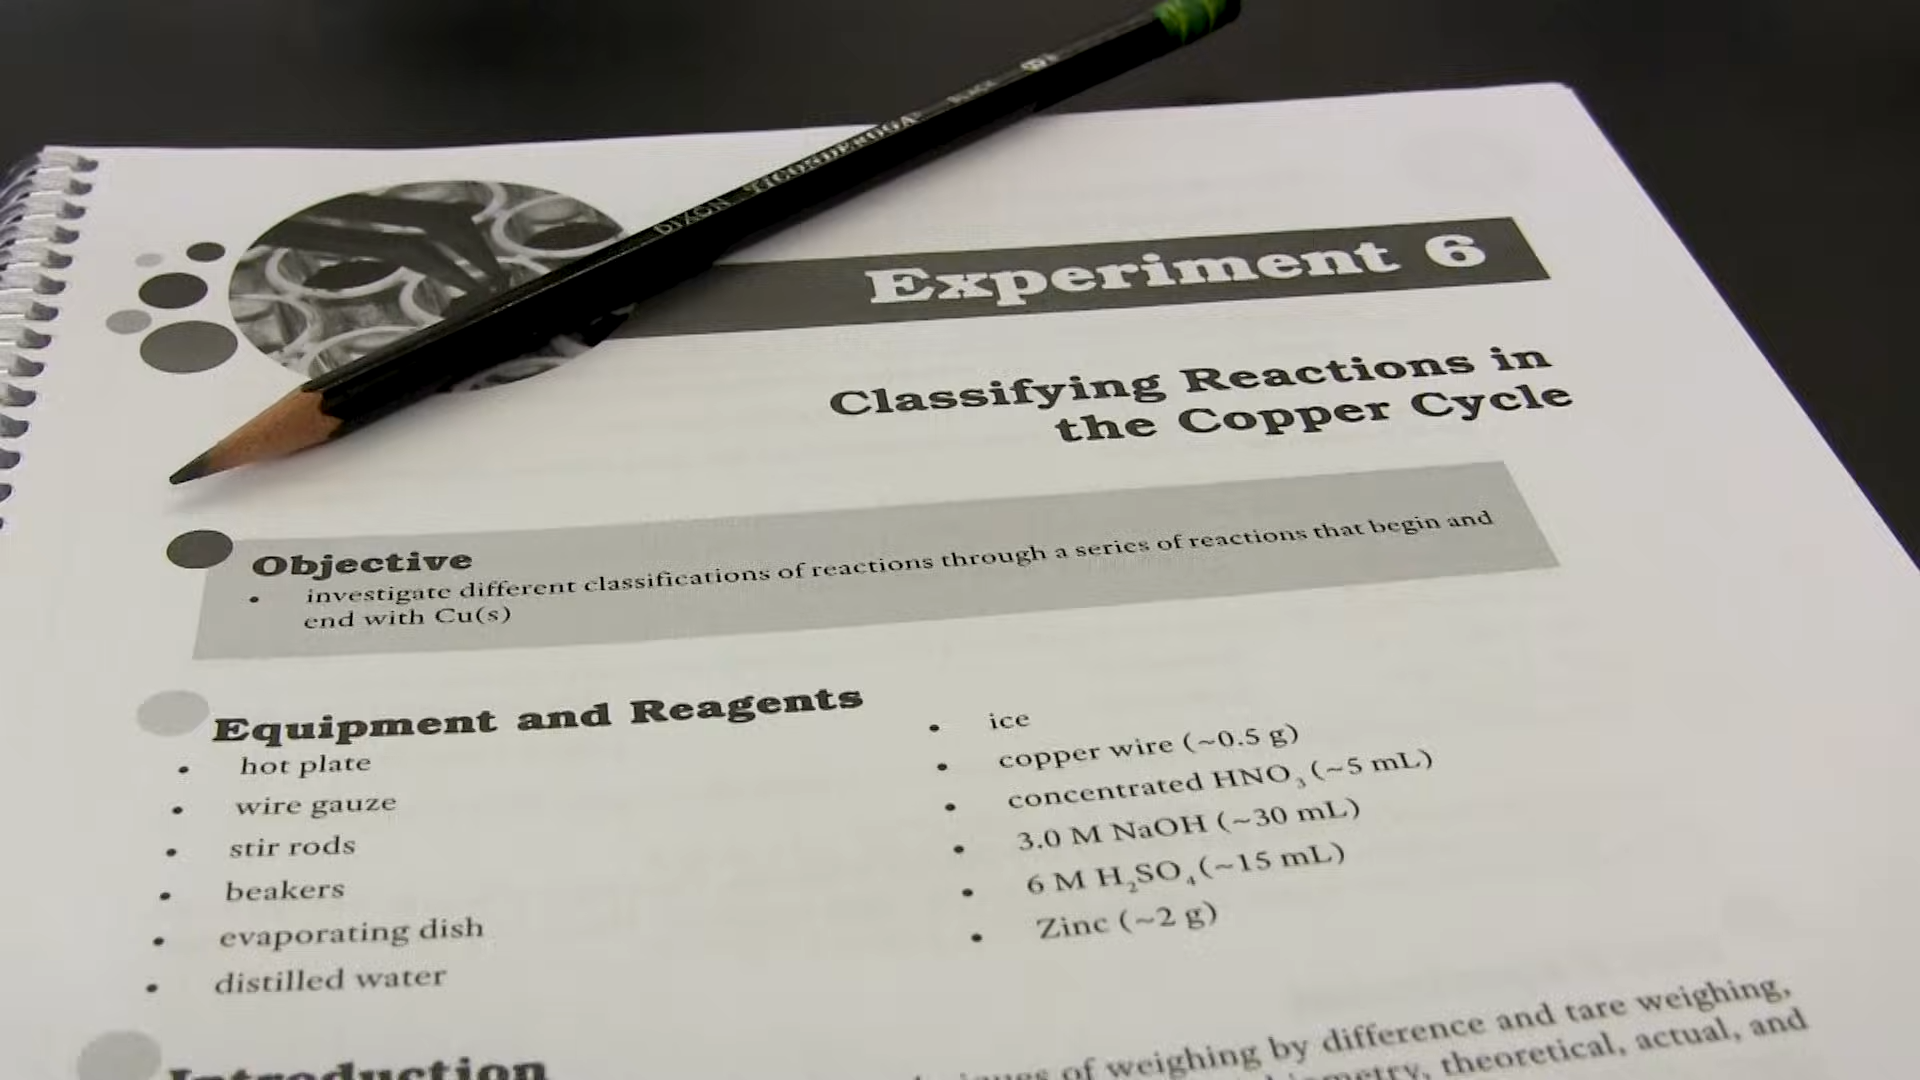 DIXON TICONDEROGA BLACK
Experiment 6
Classifying Reactions in
the Copper Cycle
Objective
• investigate different classifications of reactions through a series of reactions that begin and
end with Cu(s)
Equipment and Reagents
• hot plate
• wire gauze
• stir rods
• beakers
• evaporating dish
• distilled water
• ice
• copper wire (~0.5 g)
• concentrated HNO₃ (~5 mL)
• 3.0 M NaOH (~30 mL)
• 6 M H₂SO₄ (~15 mL)
• Zinc (~2 g)
Introduction
of weighing by difference and tare weighing,
theoretical, actual, and